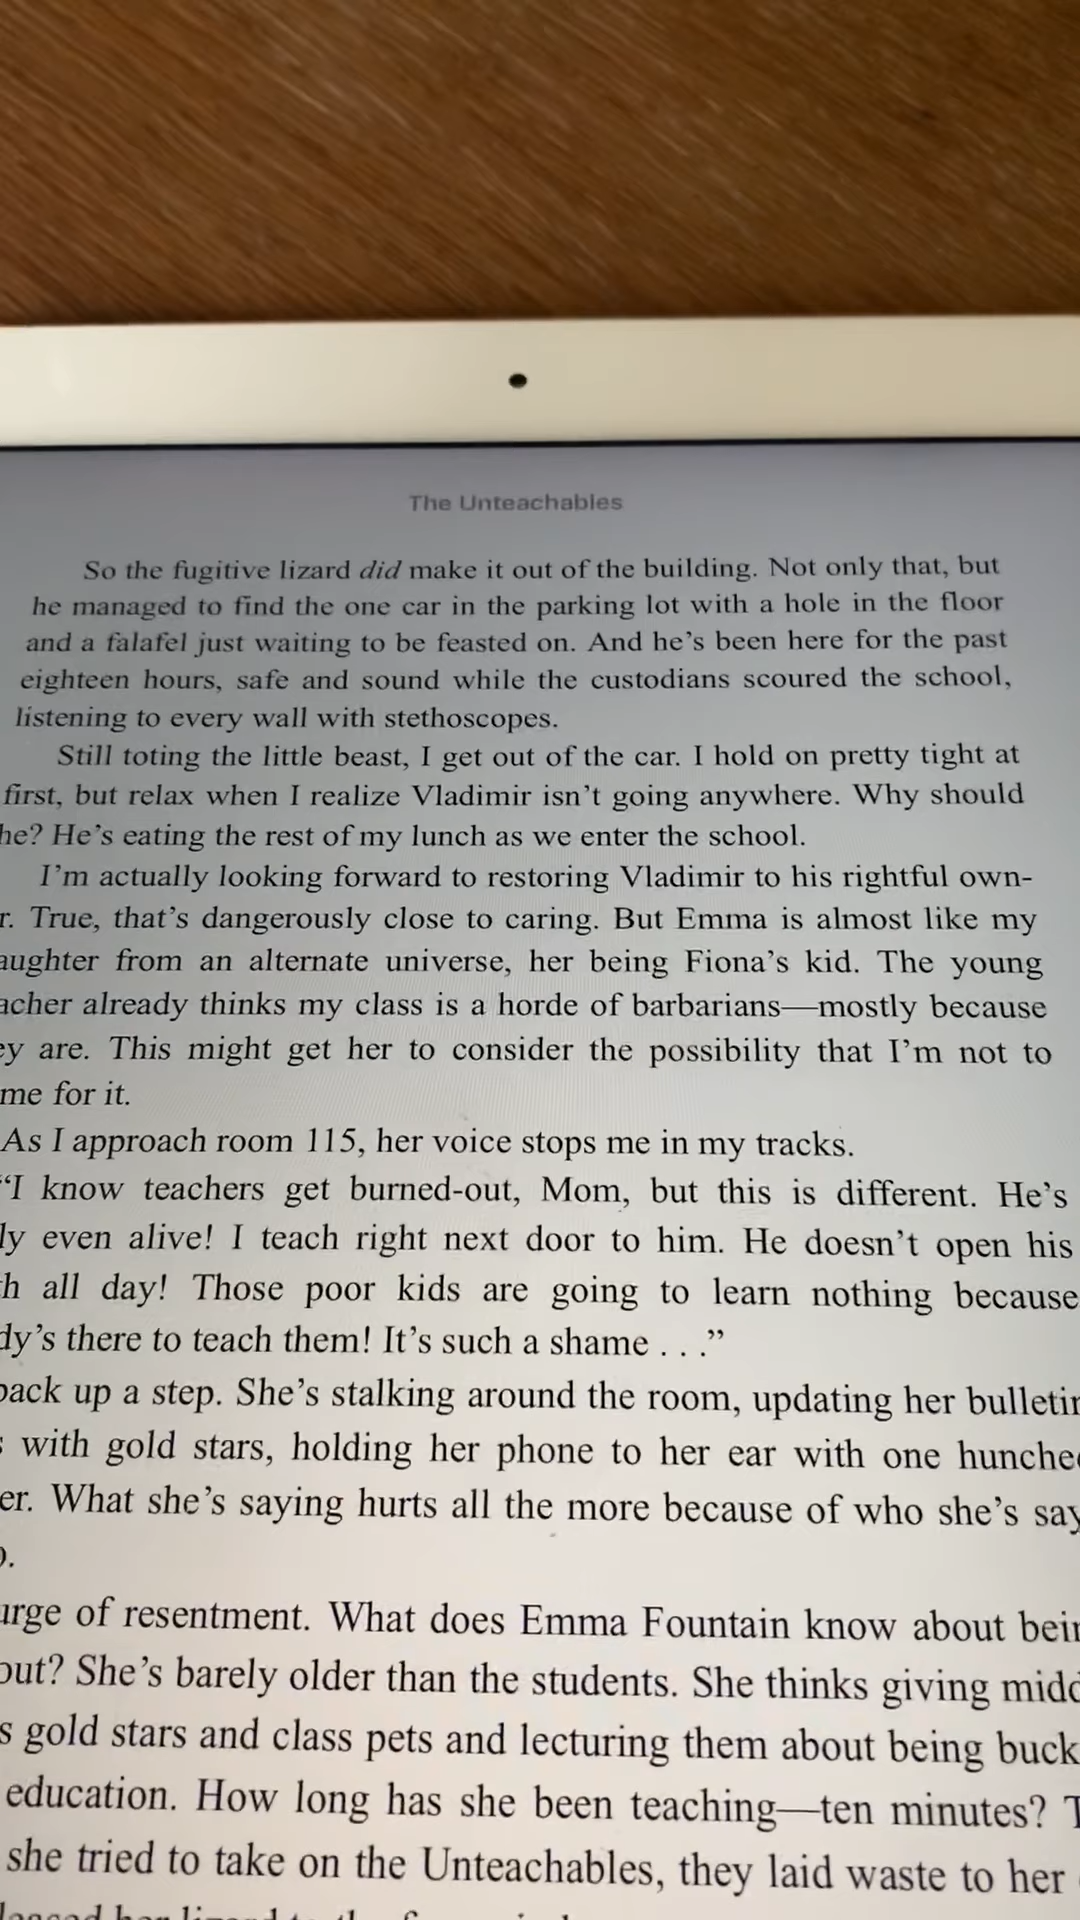 The Unteachables
So the fugitive lizard did make it out of the building. Not only that, but
he managed to find the one car in the parking lot with a hole in the floor
and a falafel just waiting to be feasted on. And he's been here for the past
eighteen hours, safe and sound while the custodians scoured the school,
listening to every wall with stethoscopes.
Still toting the little beast, I get out of the car. I hold on pretty tight at
first, but relax when I realize Vladimir isn't going anywhere. Why should
he? He's eating the rest of my lunch as we enter the school.
I'm actually looking forward to restoring Vladimir to his rightful own-
r. True, that's dangerously close to caring. But Emma is almost like my
aughter from an alternate universe, her being Fiona's kid. The young
acher already thinks my class is a horde of barbarians—mostly because
ey are. This might get her to consider the possibility that I'm not to
me for it.
As I approach room 115, her voice stops me in my tracks.
"I know teachers get burned-out, Mom, but this is different. He's
ly even alive! I teach right next door to him. He doesn't open his
h all day! Those poor kids are going to learn nothing because
dy's there to teach them! It's such a shame . . ."
back up a step. She's stalking around the room, updating her bulletin
s with gold stars, holding her phone to her ear with one hunche
er. What she's saying hurts all the more because of who she's say
o.
urge of resentment. What does Emma Fountain know about bein
out? She's barely older than the students. She thinks giving midd
s gold stars and class pets and lecturing them about being buck
education. How long has she been teaching—ten minutes? T
she tried to take on the Unteachables, they laid waste to her